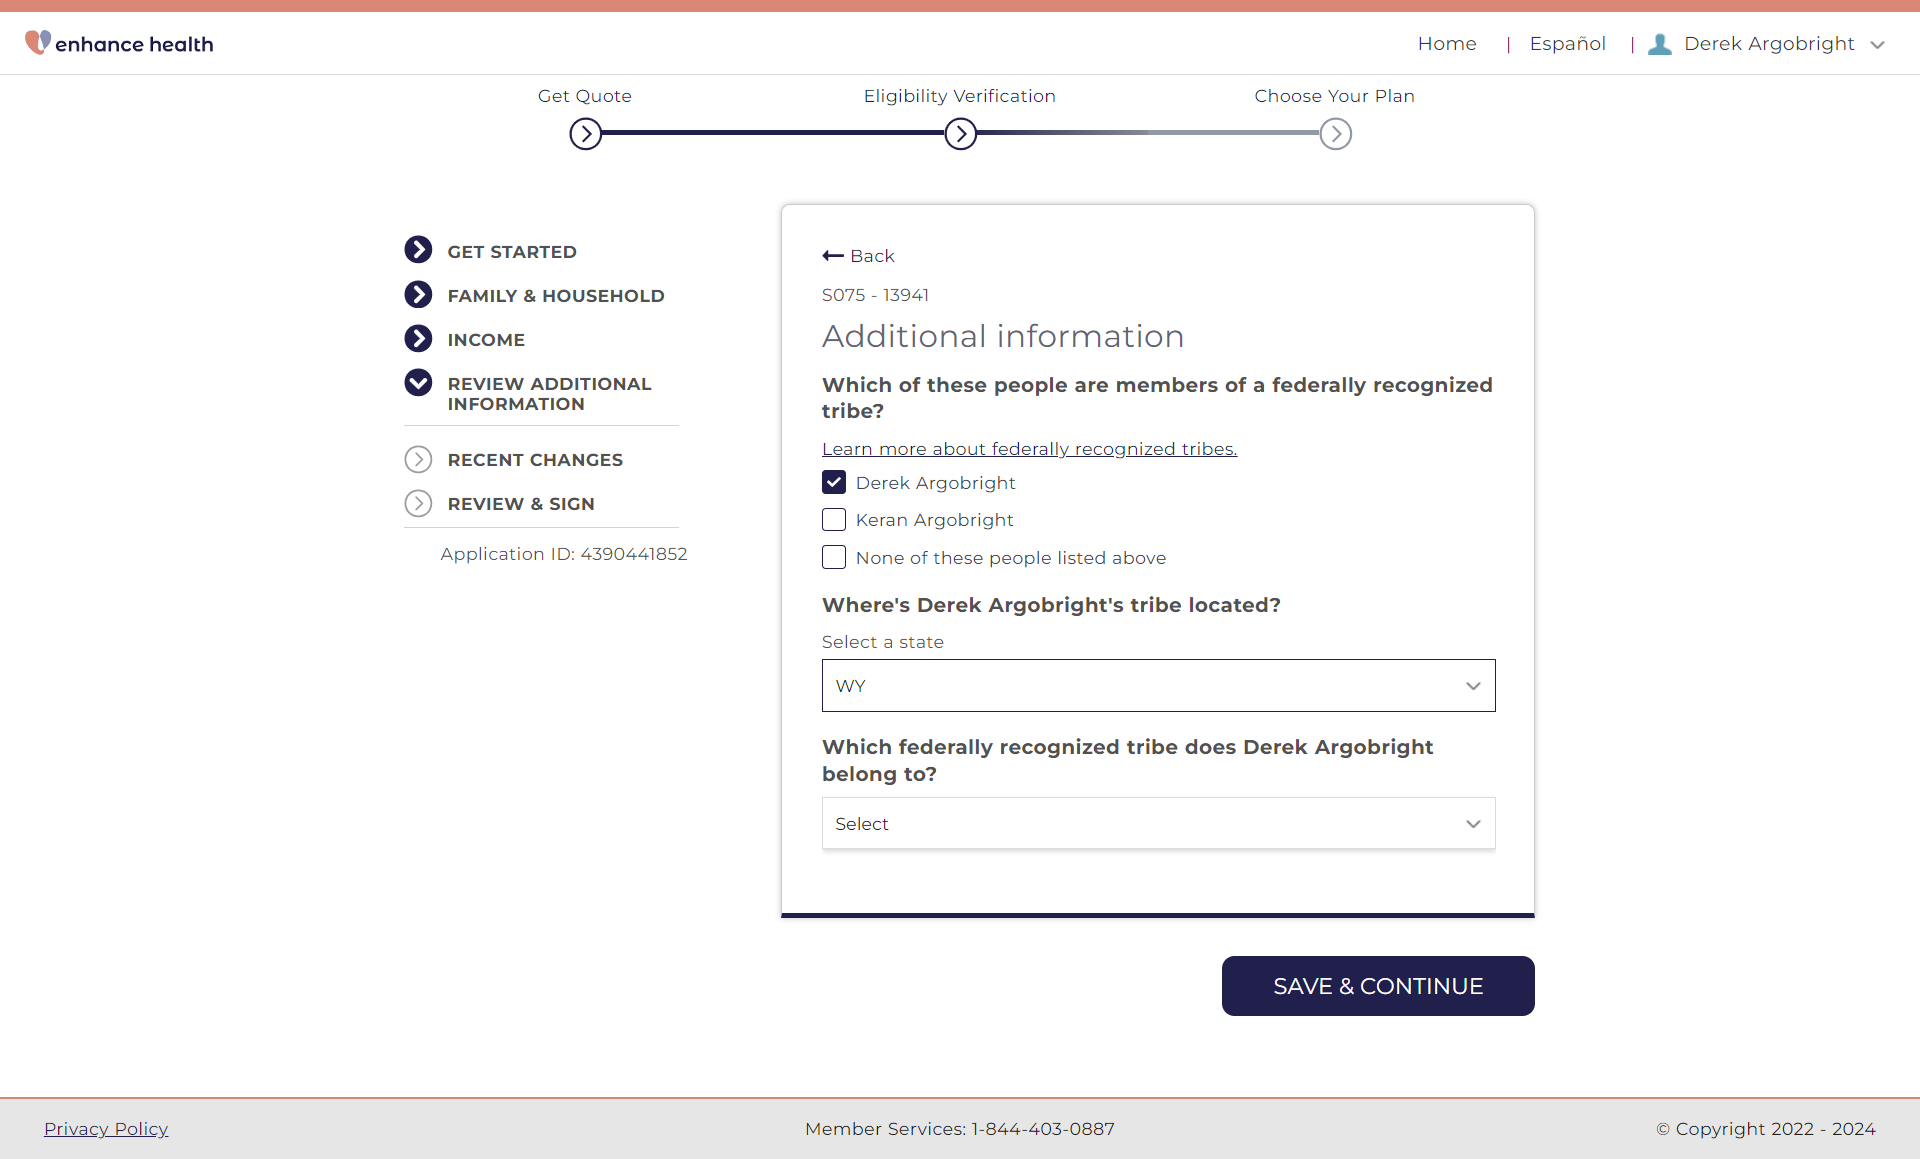 enhance health
Home | Español | Derek Argobright
Get Quote
Eligibility Verification
Choose Your Plan
GET STARTED
FAMILY & HOUSEHOLD
INCOME
REVIEW ADDITIONAL
INFORMATION
RECENT CHANGES
REVIEW & SIGN
Application ID: 4390441852
Back
S075 - 13941
Additional information
Which of these people are members of a federally recognized
tribe?
Learn more about federally recognized tribes.
Derek Argobright
Keran Argobright
None of these people listed above
Where's Derek Argobright's tribe located?
Select a state
WY
Which federally recognized tribe does Derek Argobright
belong to?
Select
SAVE & CONTINUE
Privacy Policy
Member Services: 1-844-403-0887
© Copyright 2022 - 2024